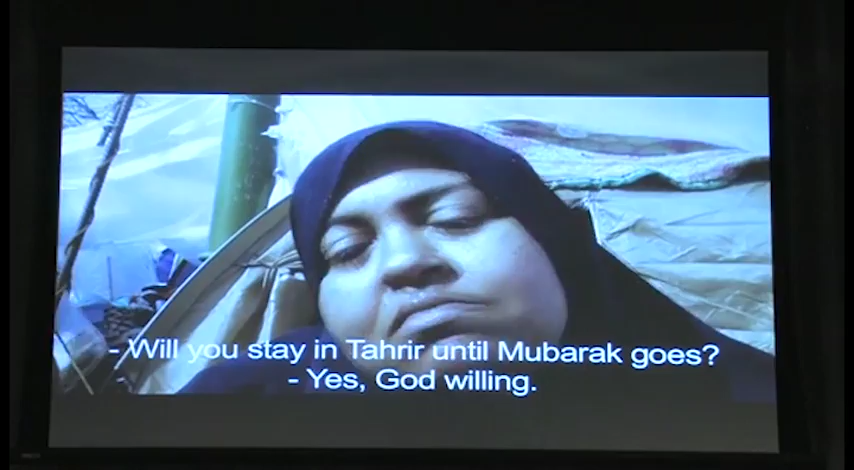 - Will you stay in Tahrir until Mubarak goes?
- Yes, God willing.